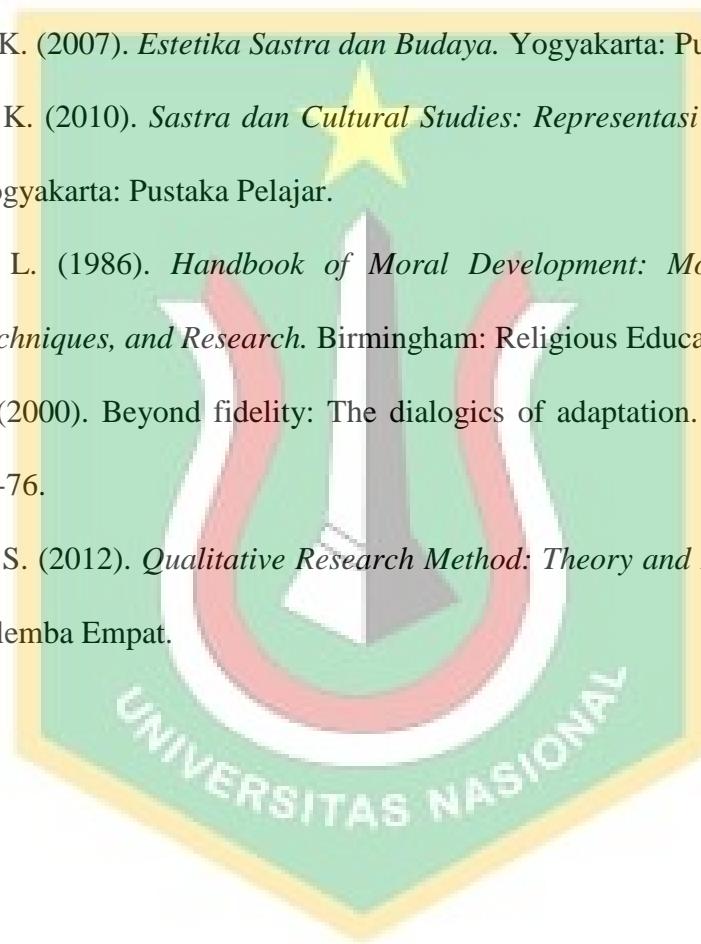 K. (2007). Estetika Sastra dan Budaya. Yogyakarta: Pu
K. (2010). Sastra dan Cultural Studies: Representasi
ogyakarta: Pustaka Pelajar.
L. (1986). Handbook of Moral Development: Mo
chniques, and Research. Birmingham: Religious Educa
(2000). Beyond fidelity: The dialogics of adaptation.
-76.
S. (2012). Qualitative Research Method: Theory and
lemba Empat.
UNIVERSITAS NASIONAL